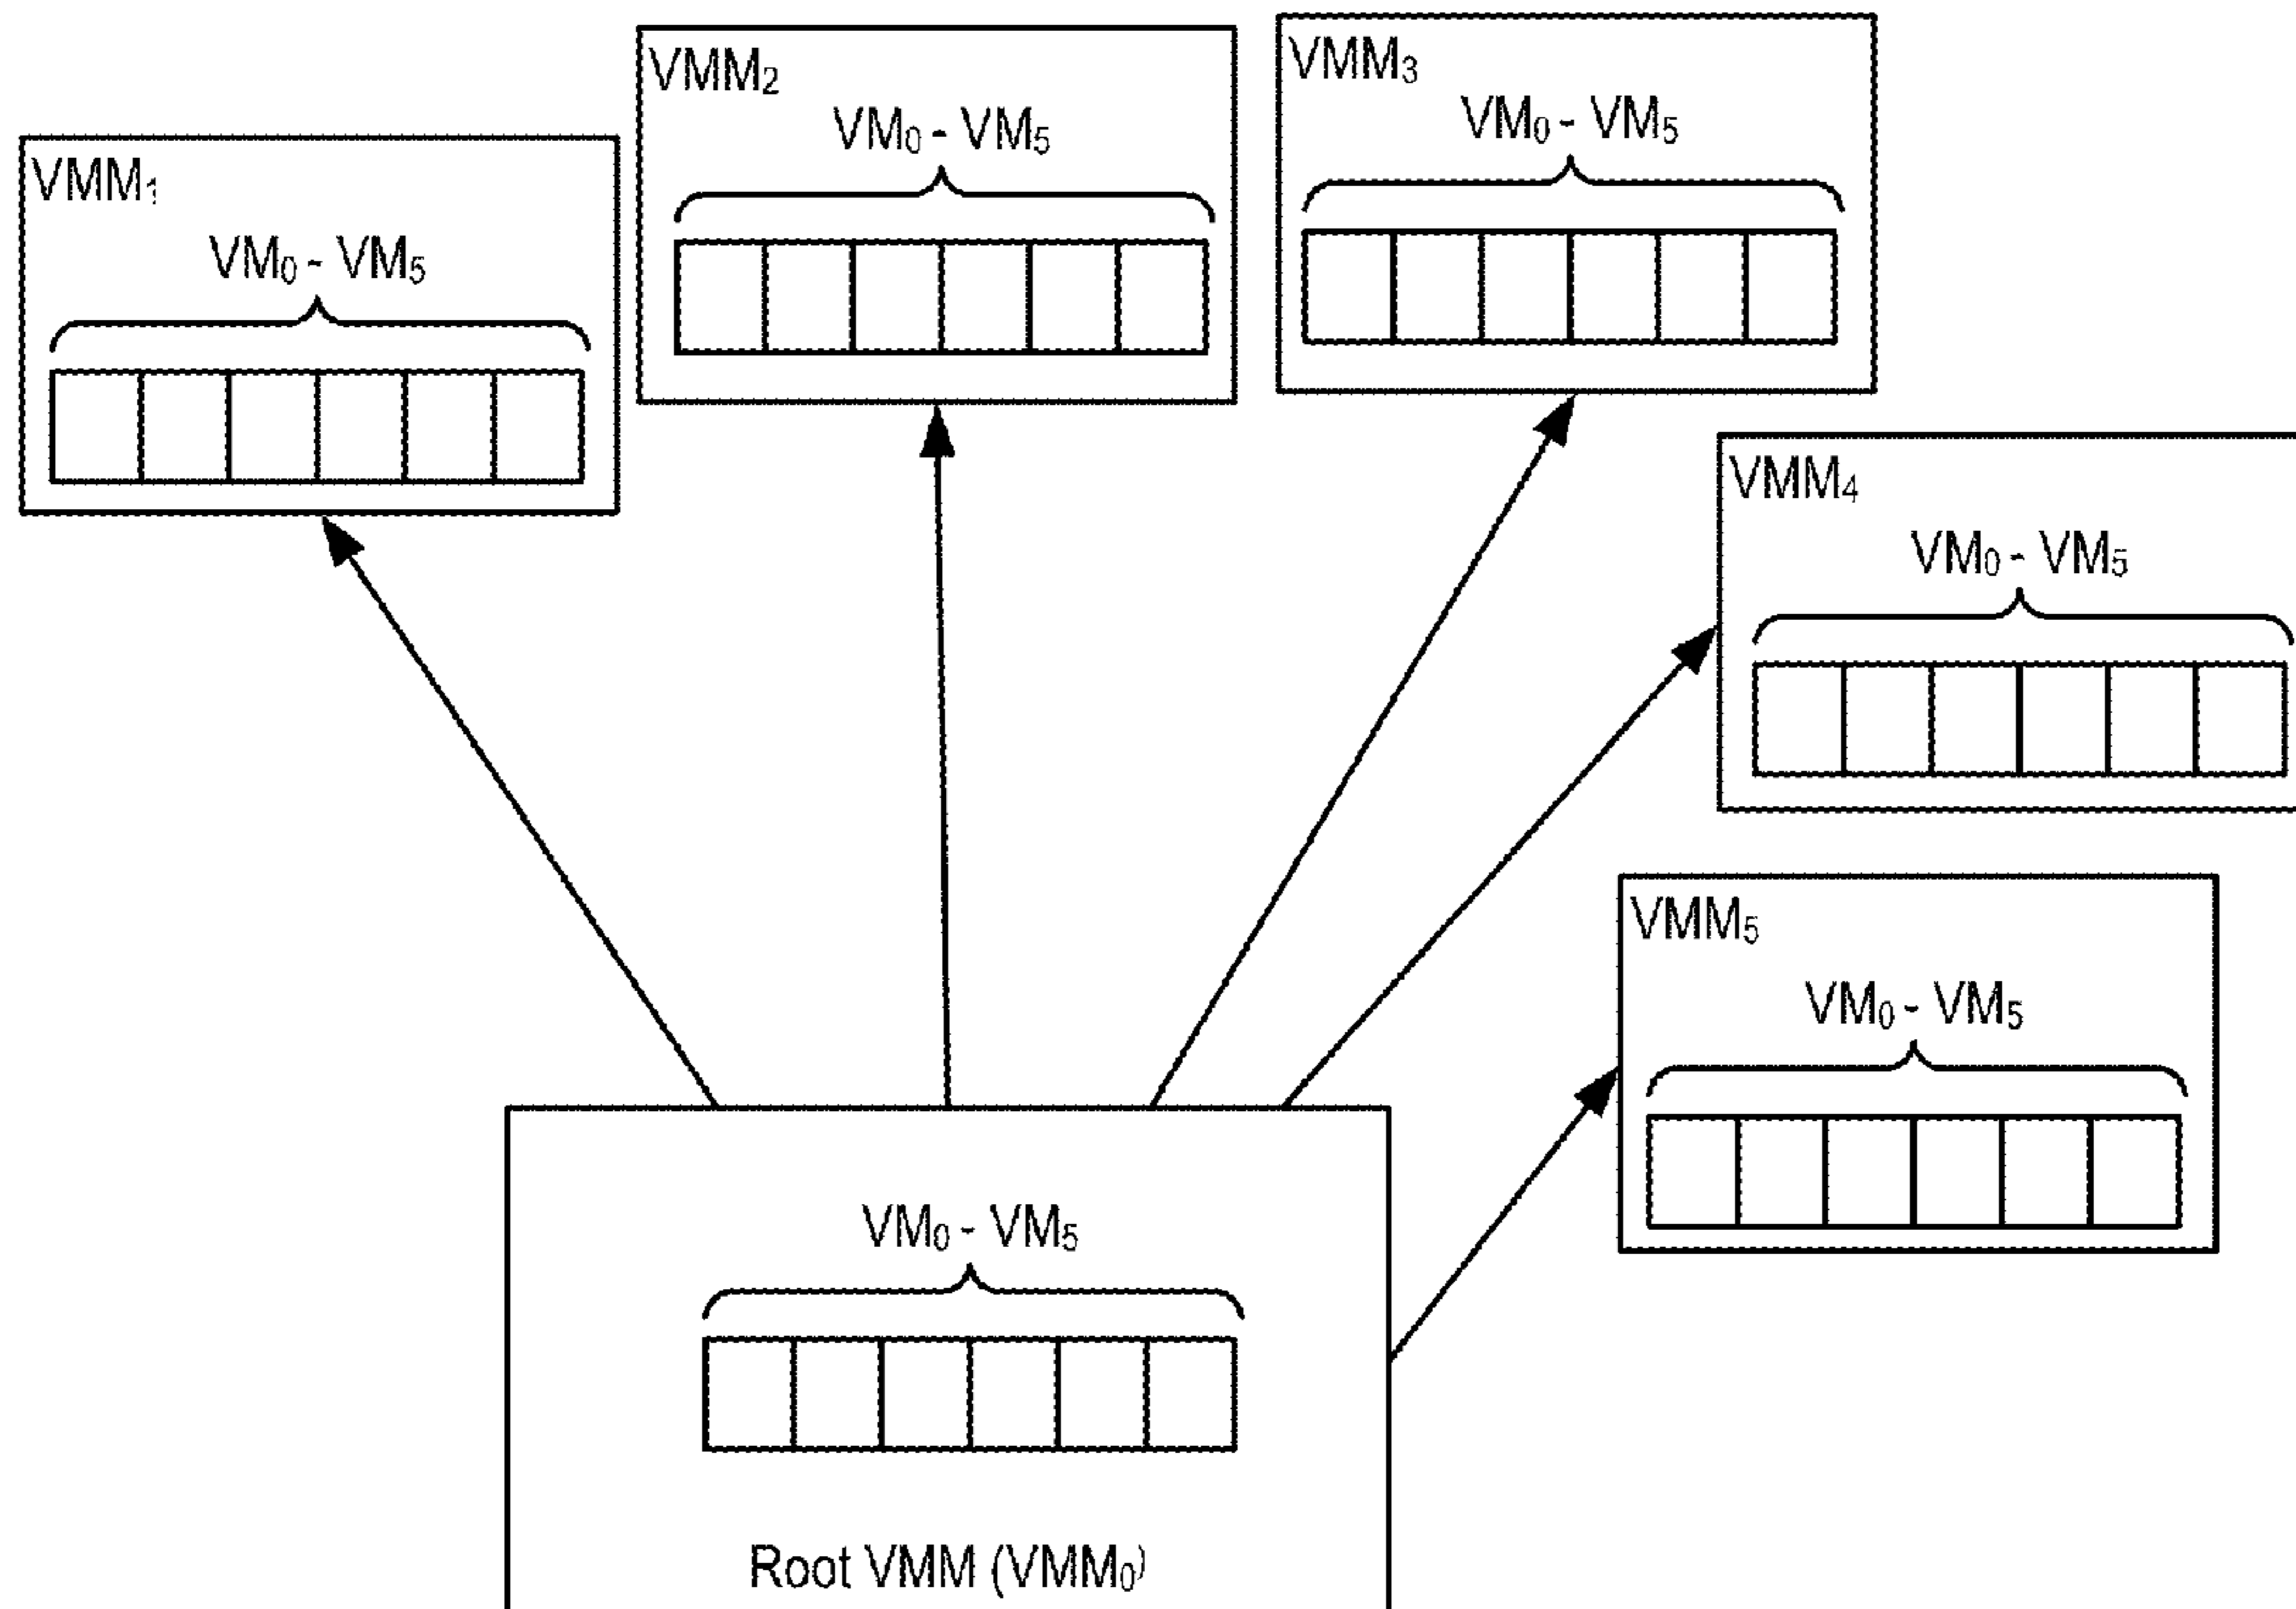 VMM₁
VM₀ - VM₅
VMM₂
VM₀ - VM₅
VMM₃
VM₀ - VM₅
VMM₄
VM₀ - VM₅
VMM₅
VM₀ - VM₅
VM₀ - VM₅
Root VMM (VMM₀)